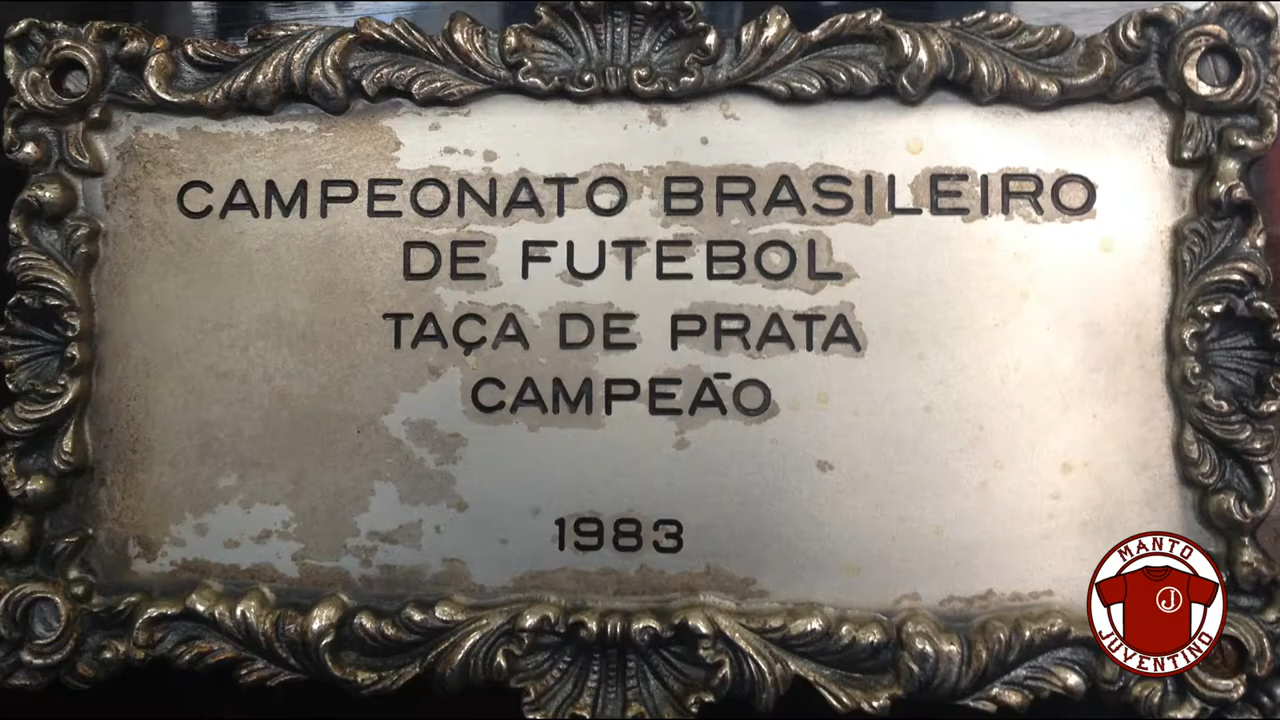 CAMPEONATO BRASILEIRO
DE FUTEBOL
TAÇA DE PRATA
CAMPEÃO
1983
MANTO
J
JUVENTINO